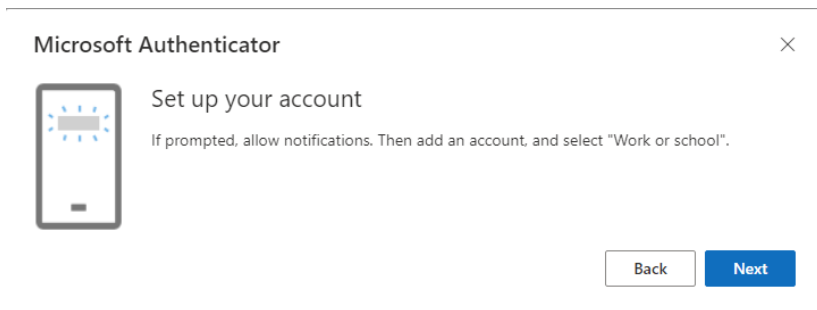 Microsoft Authenticator
Set up your account
If prompted, allow notifications. Then add an account, and select "Work or school".
Back
Next